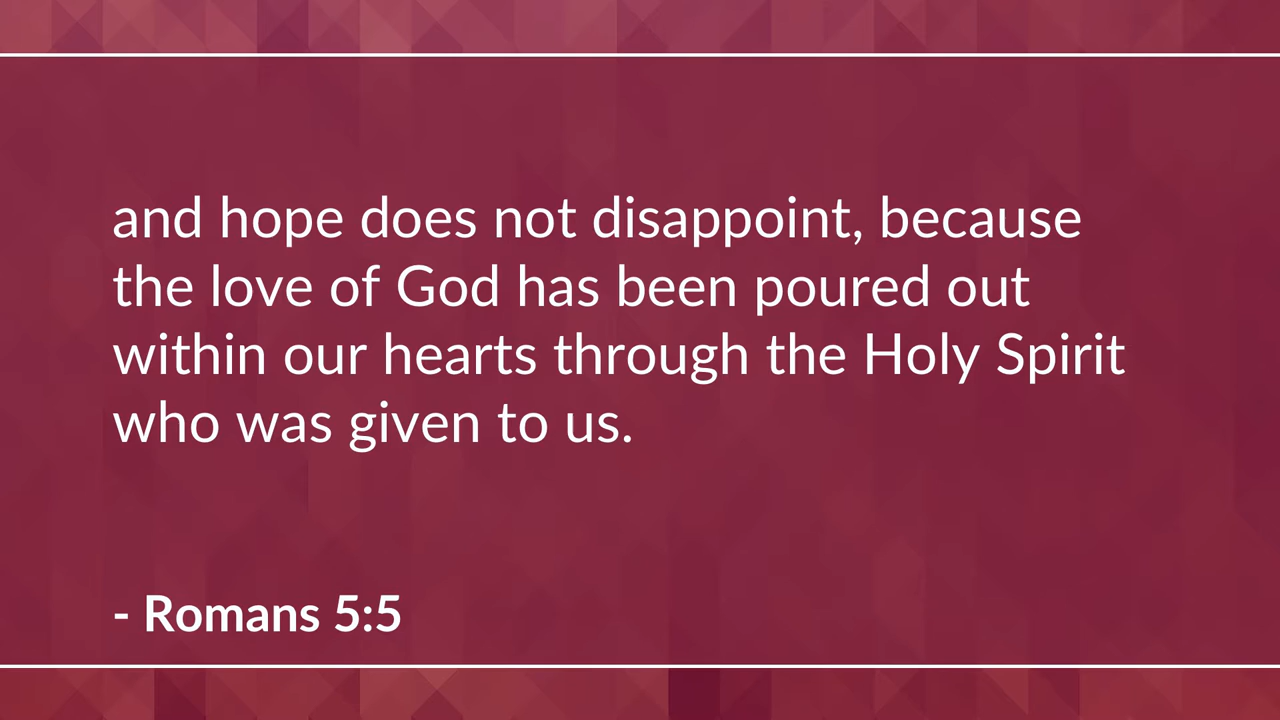 and hope does not disappoint, because
the love of God has been poured out
within our hearts through the Holy Spirit
who was given to us.
- Romans 5:5